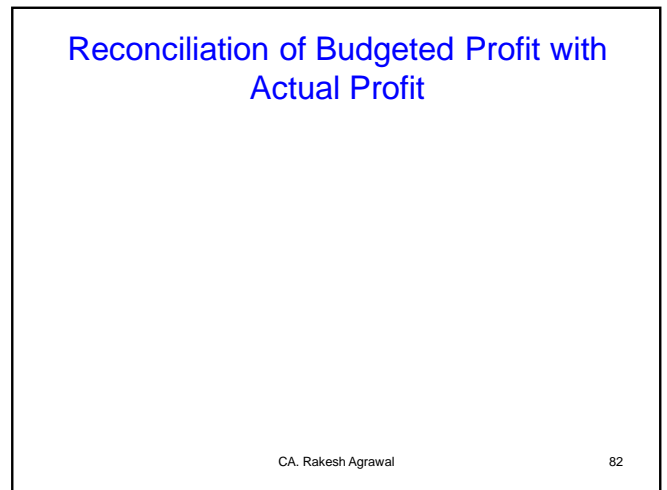 Reconciliation of Budgeted Profit with
Actual Profit
CA. Rakesh Agrawal 82